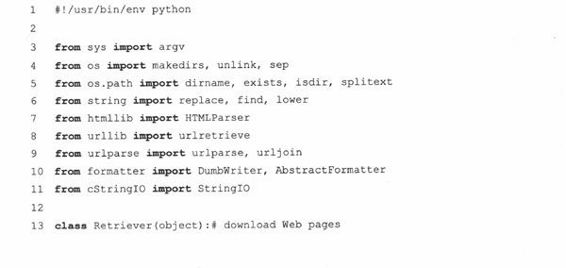 1 #!/usr/bin/env python
2
3 from sys import argv
4 from os import makedirs, unlink, sep
5 from os.path import dirname, exists, isdir, splitext
6 from string import replace, find, lower
7 from htmllib import HTMLParser
8 from urllib import urlretrieve
9 from urlparse import urlparse, urljoin
10 from formatter import DumbWriter, AbstractFormatter
11 from cStringIO import StringIO
12
13 class Retriever(object):# download Web pages